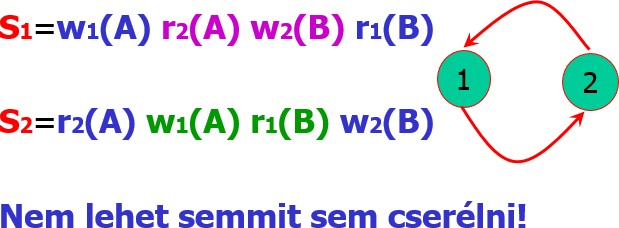 S1=w1(A) r2(A) w2(B) r1(B)
1
2
S2=r2(A) w1(A) r1(B) w2(B)
Nem lehet semmit sem cserélni!